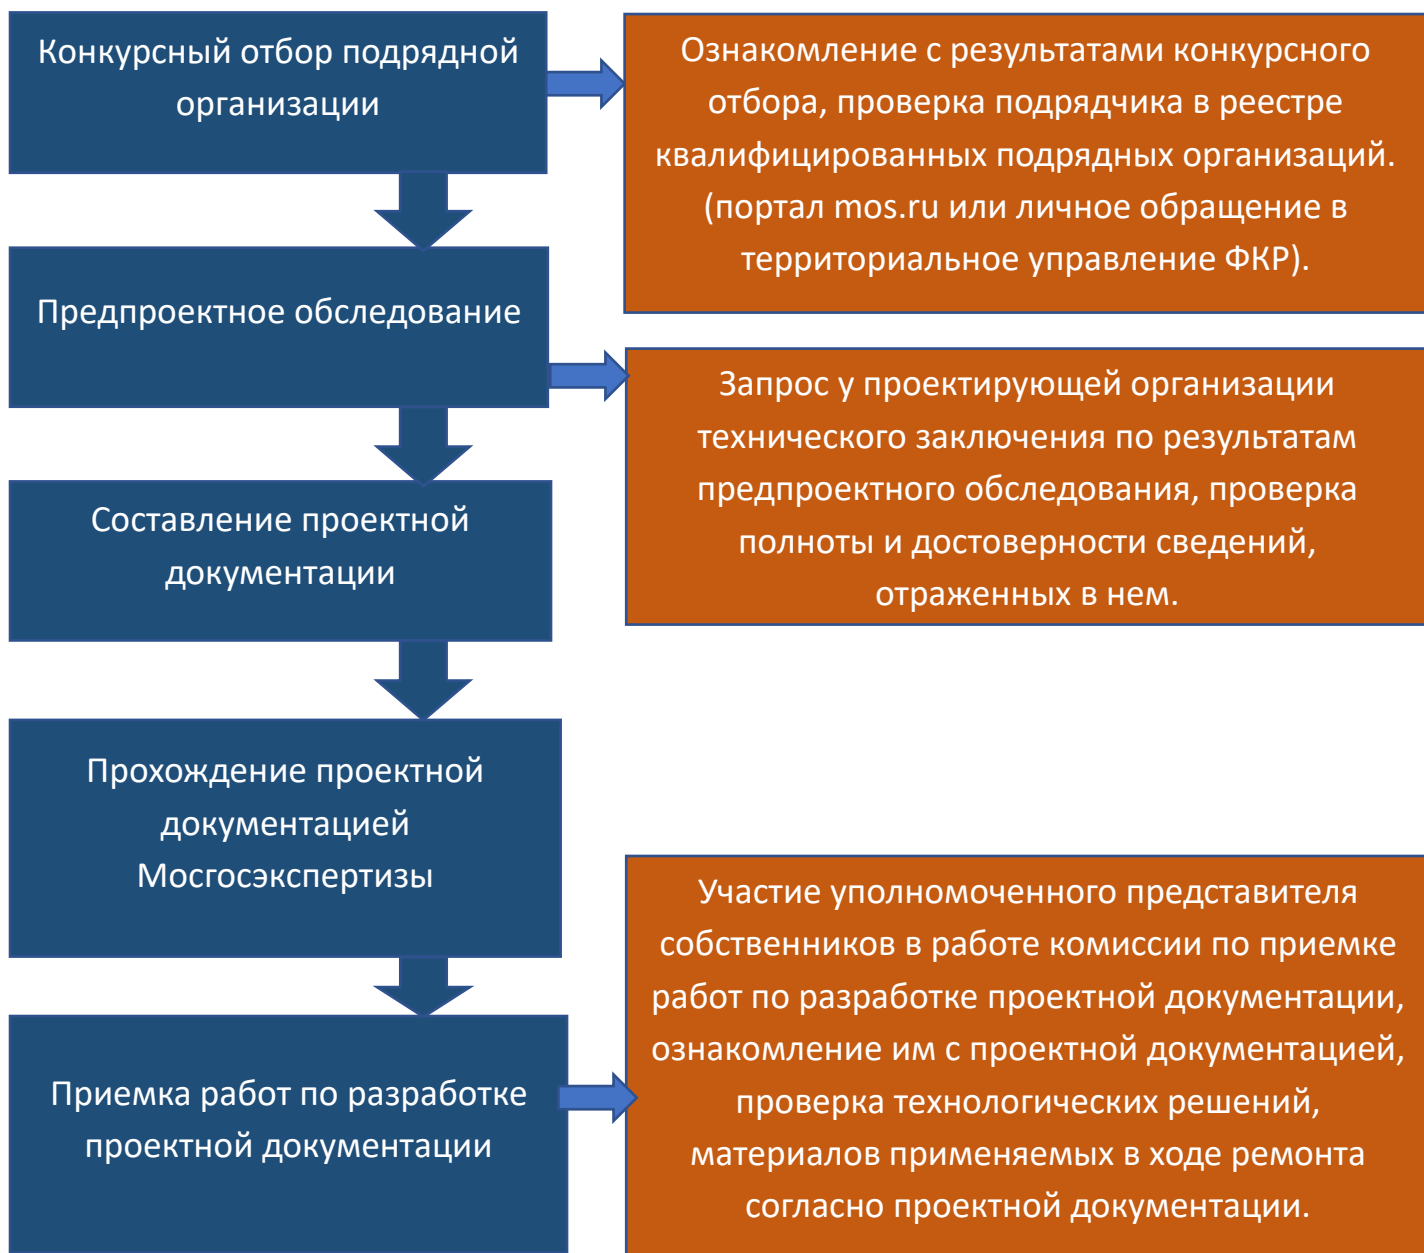 Конкурсный отбор подрядной
организации
Ознакомление с результатами конкурсного
отбора, проверка подрядчика в реестре
квалифицированных подрядных организаций.
(портал mos.ru или личное обращение в
территориальное управление ФКР).
Предпроектное обследование
Запрос у проектирующей организации
технического заключения по результатам
предпроектного обследования, проверка
полноты и достоверности сведений,
отраженных в нем.
Составление проектной
документации
Прохождение проектной
документацией
Мосгосэкспертизы
Приемка работ по разработке
проектной документации
Участие уполномоченного представителя
собственников в работе комиссии по приемке
работ по разработке проектной документации,
ознакомление им с проектной документацией,
проверка технологических решений,
материалов применяемых в ходе ремонта
согласно проектной документации.